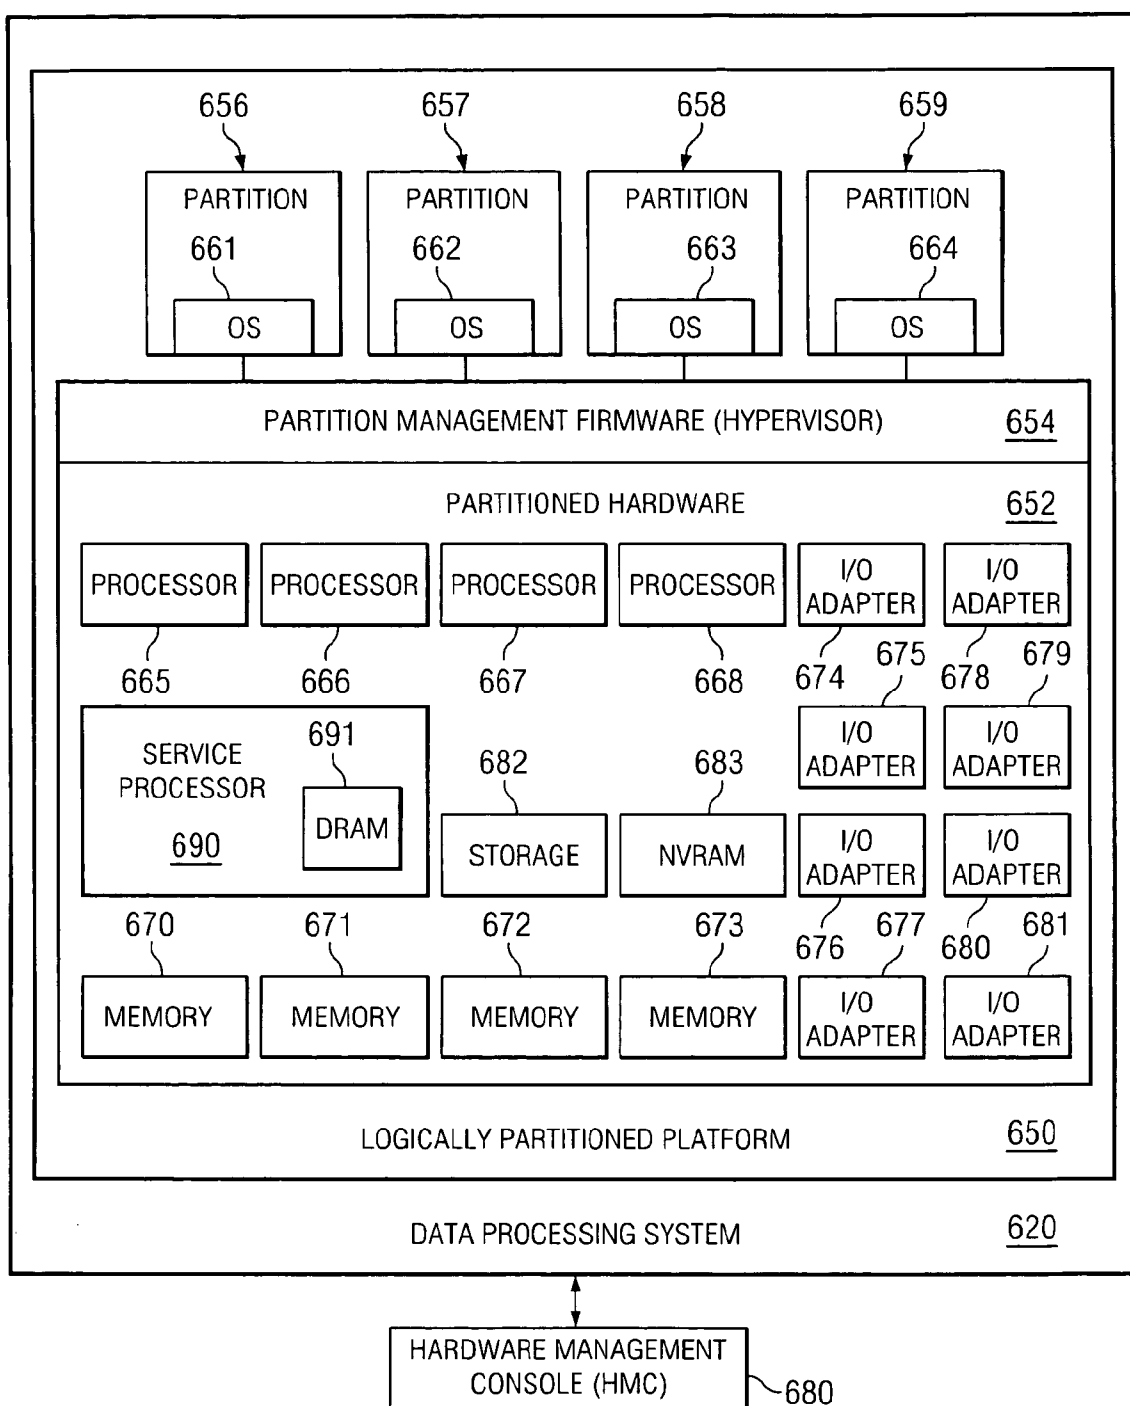 656 657 658 659
PARTITION PARTITION PARTITION PARTITION
661 662 663 664
OS OS OS OS
PARTITION MANAGEMENT FIRMWARE (HYPERVISOR) 654
PARTITIONED HARDWARE 652
PROCESSOR PROCESSOR PROCESSOR PROCESSOR
I/O ADAPTER
I/O ADAPTER
665 666 667 668 674 675 678 679
SERVICE
PROCESSOR
690
691
DRAM
682
STORAGE
683
NVRAM
I/O
ADAPTER
I/O
ADAPTER
I/O
ADAPTER
I/O
ADAPTER
670 671 672 673 676 677 680 681
MEMORY MEMORY MEMORY MEMORY
I/O
ADAPTER
I/O
ADAPTER
LOGICALLY PARTITIONED PLATFORM 650
DATA PROCESSING SYSTEM 620
HARDWARE MANAGEMENT
CONSOLE (HMC)
680